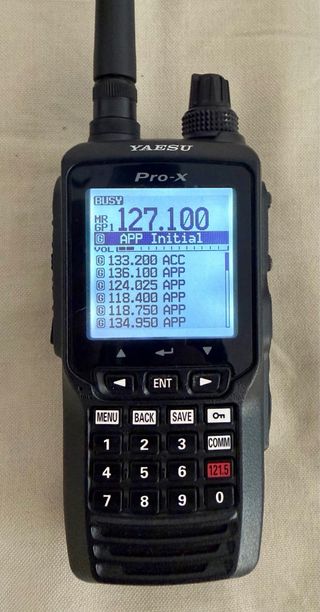 YAESU
Pro-X
BUSY
MR 127.100
GP1
G APP Initial
VOL
G 133.200 ACC
G 136.100 APP
G 124.025 APP
G 118.400 APP
G 118.750 APP
G 134.950 APP
ENT
MENU BACK SAVE
1 2 3 COMM
4 5 6 121.5
7 8 9 0